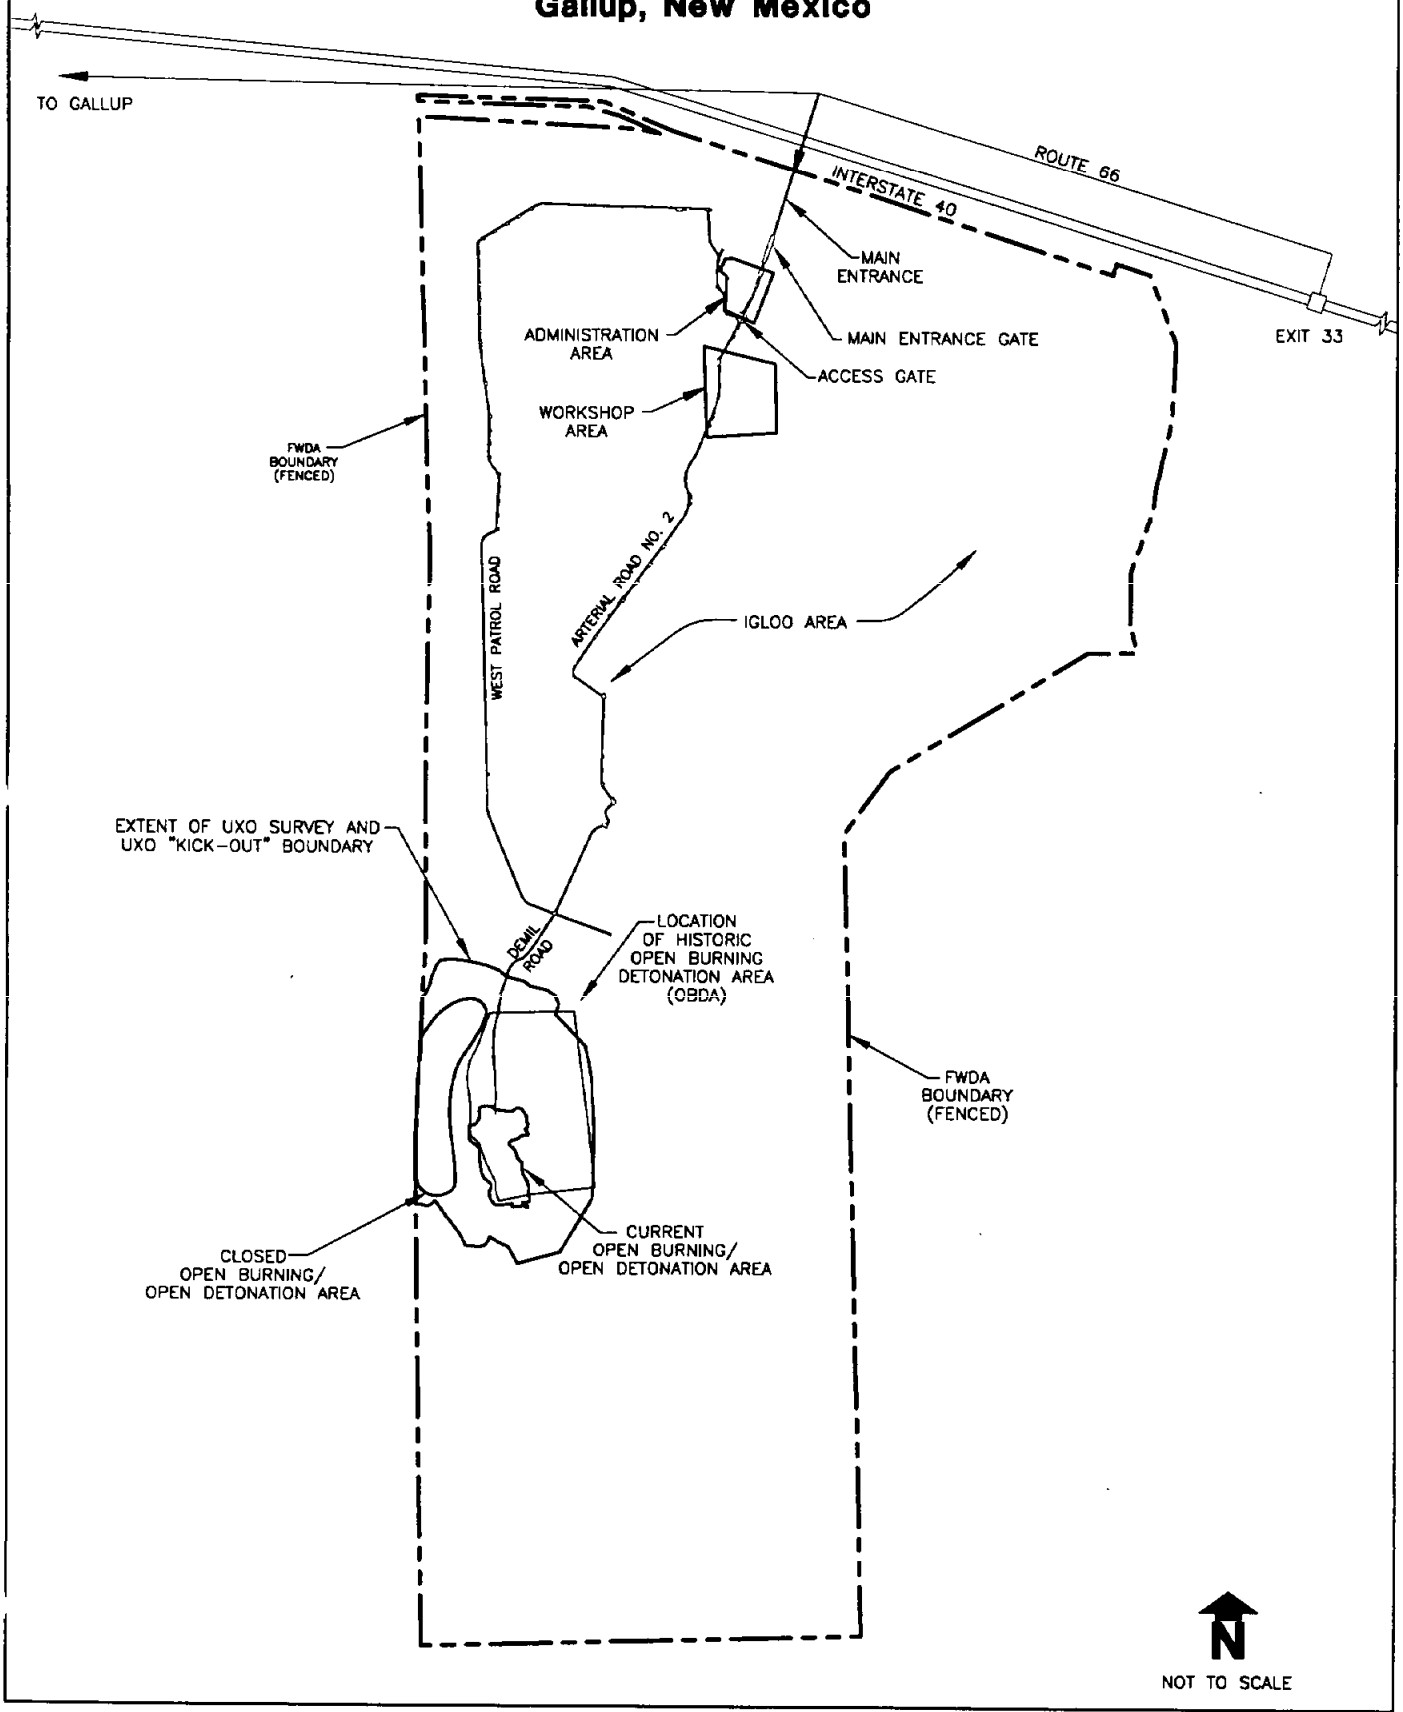 Gallup, New Mexico
TO GALLUP
ROUTE 66
INTERSTATE 40
MAIN
ENTRANCE
EXIT 33
ADMINISTRATION
AREA
MAIN ENTRANCE GATE
ACCESS GATE
WORKSHOP
AREA
FWDA
BOUNDARY
(FENCED)
ARTERIAL ROAD NO. 2
WEST PATROL ROAD
IGLOO AREA
EXTENT OF UXO SURVEY AND
UXO "KICK-OUT" BOUNDARY
LOCATION
OF HISTORIC
OPEN BURNING
DETONATION AREA
(OBDA)
DEMIL
ROAD
FWDA
BOUNDARY
(FENCED)
CURRENT
OPEN BURNING/
OPEN DETONATION AREA
CLOSED
OPEN BURNING/
OPEN DETONATION AREA
N
NOT TO SCALE